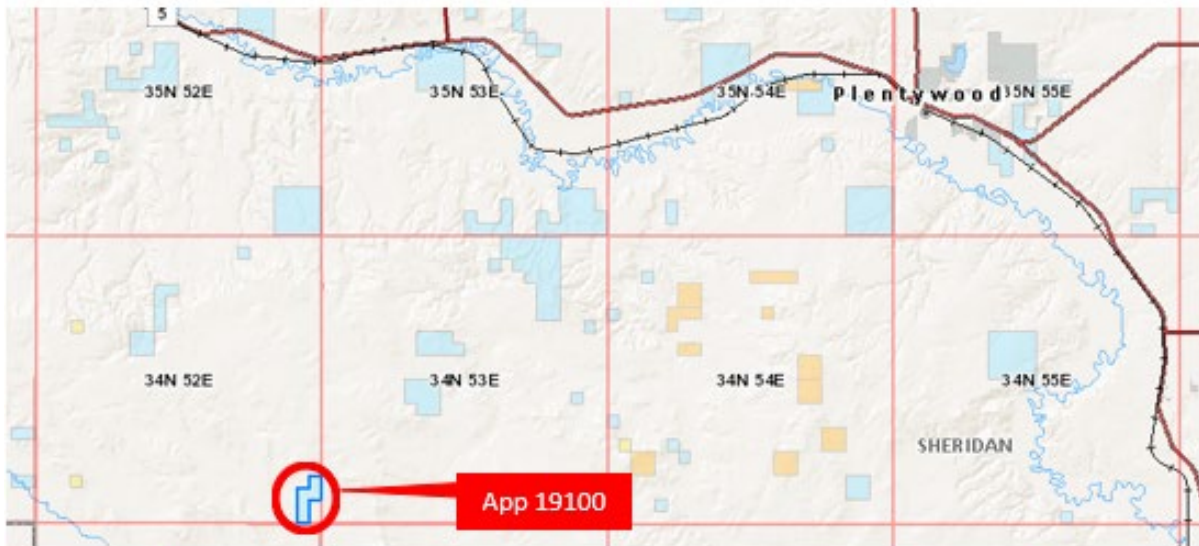 5
35N 52E
35N 53E
35N 54E
Plentywood
35N 55E
34N 52E
34N 53E
34N 54E
34N 55E
SHERIDAN
App 19100